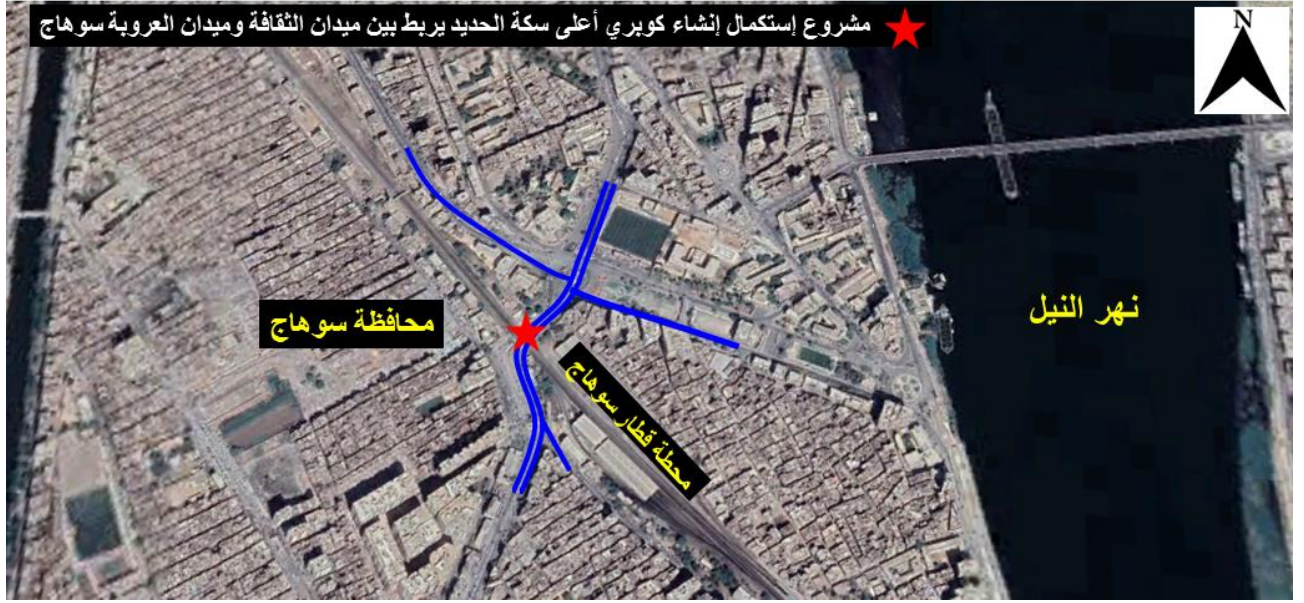 مشروع إستكمال إنشاء كوبري أعلى سكة الحديد يربط بين ميدان الثقافة وميدان العروبة سوهاج
N
نهر النيل
محافظة سوهاج
محطة قطار سوهاج